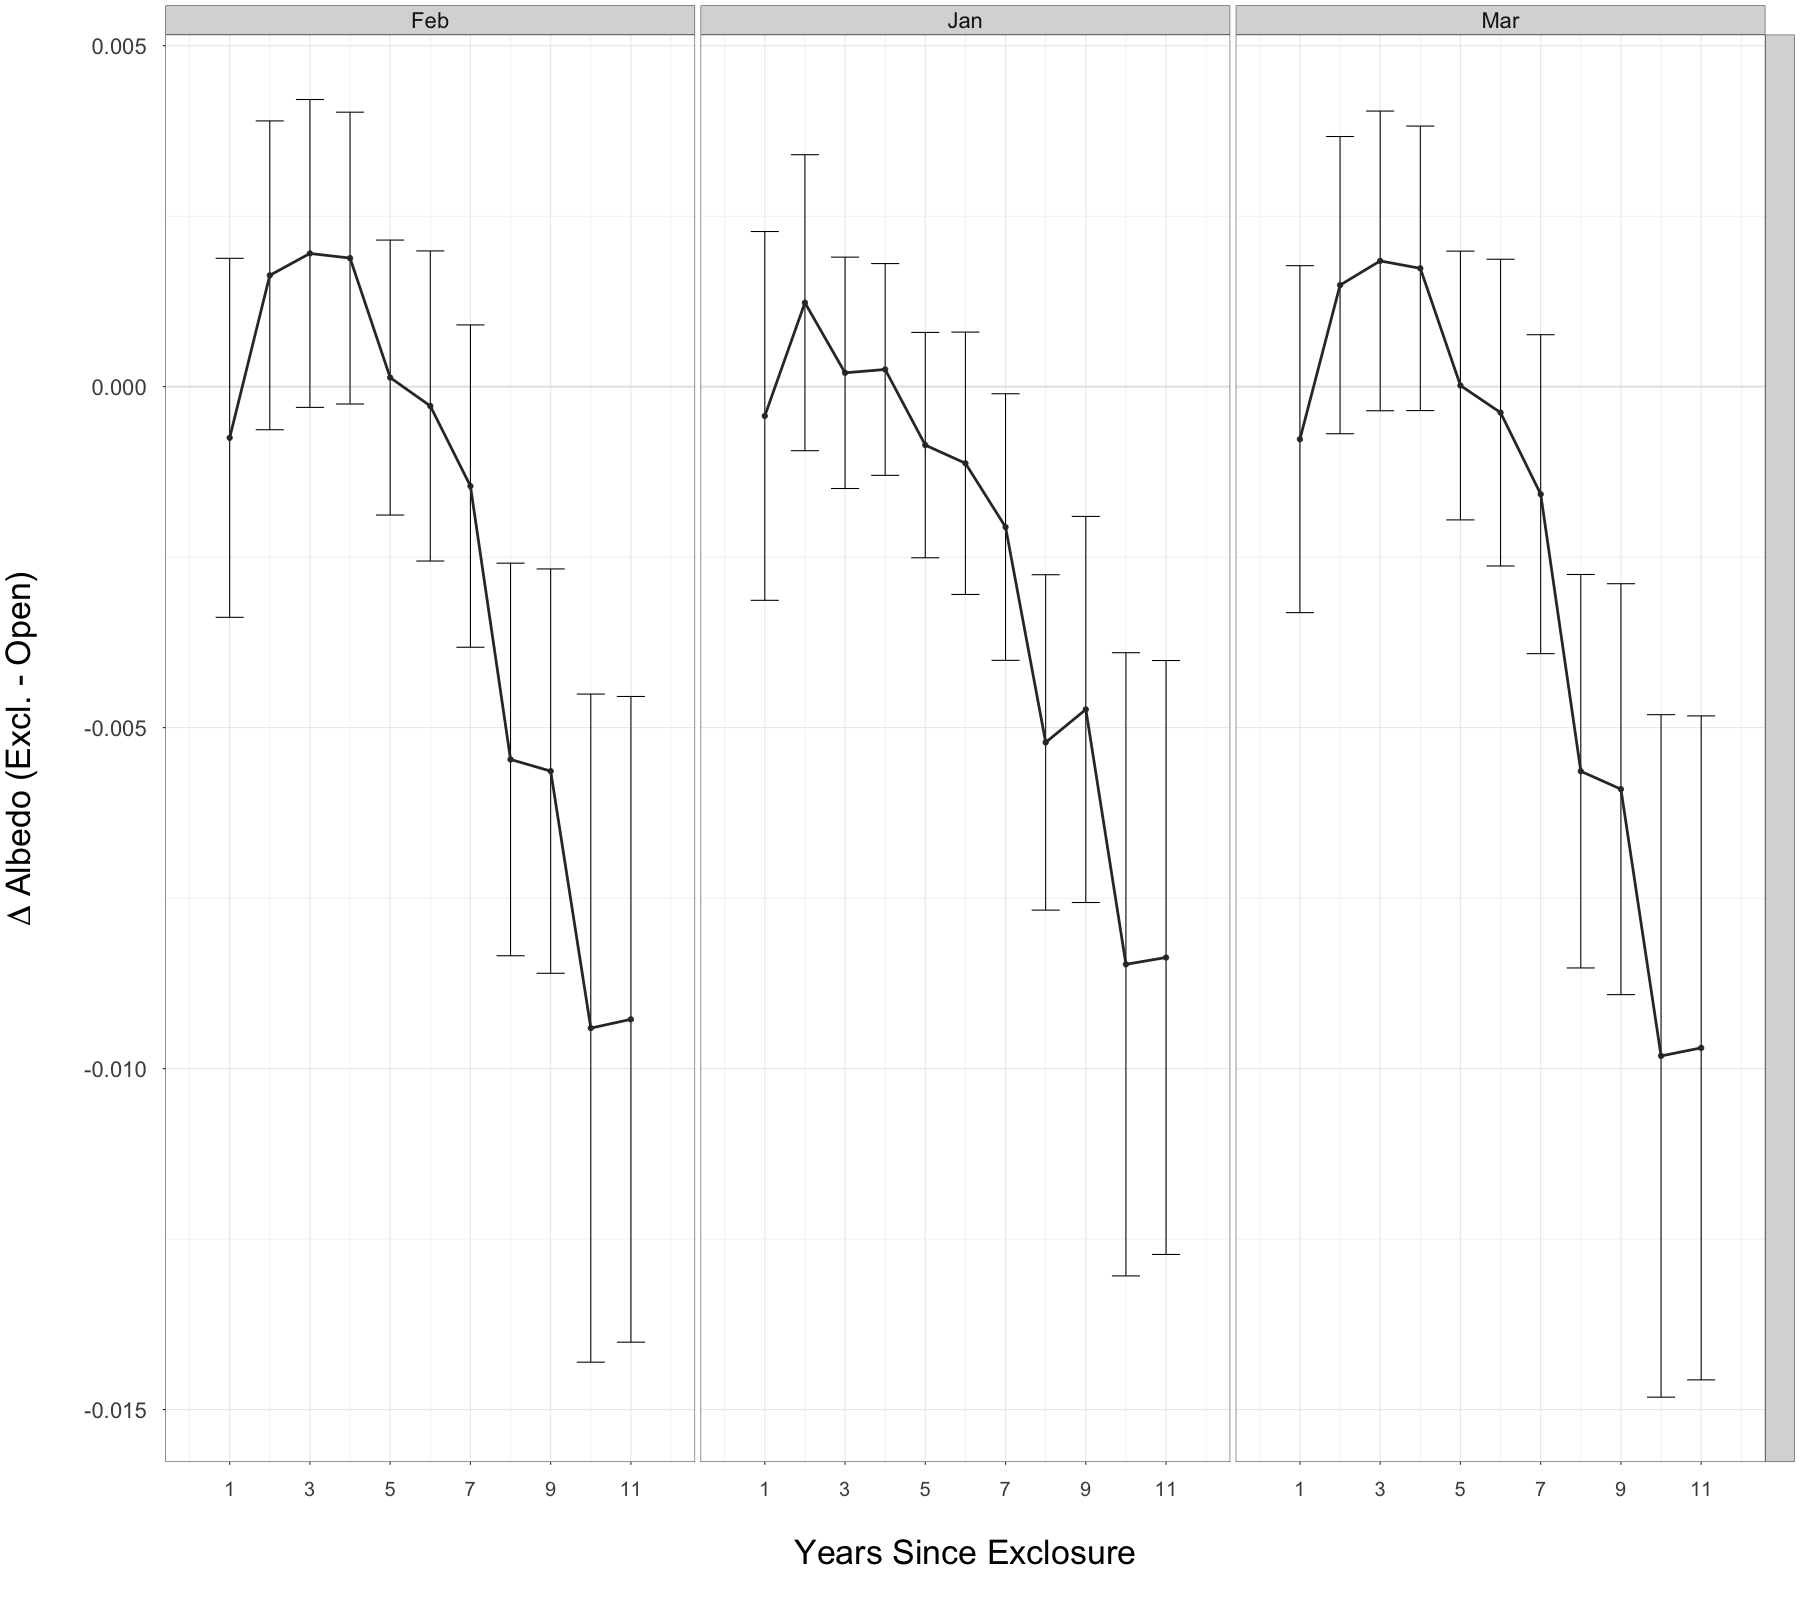 Feb Jan Mar
0.005
0.000
-0.005
-0.010
-0.015
Δ Albedo (Excl. - Open)
1 3 5 7 9 11 1 3 5 7 9 11 1 3 5 7 9 11
Years Since Exclosure